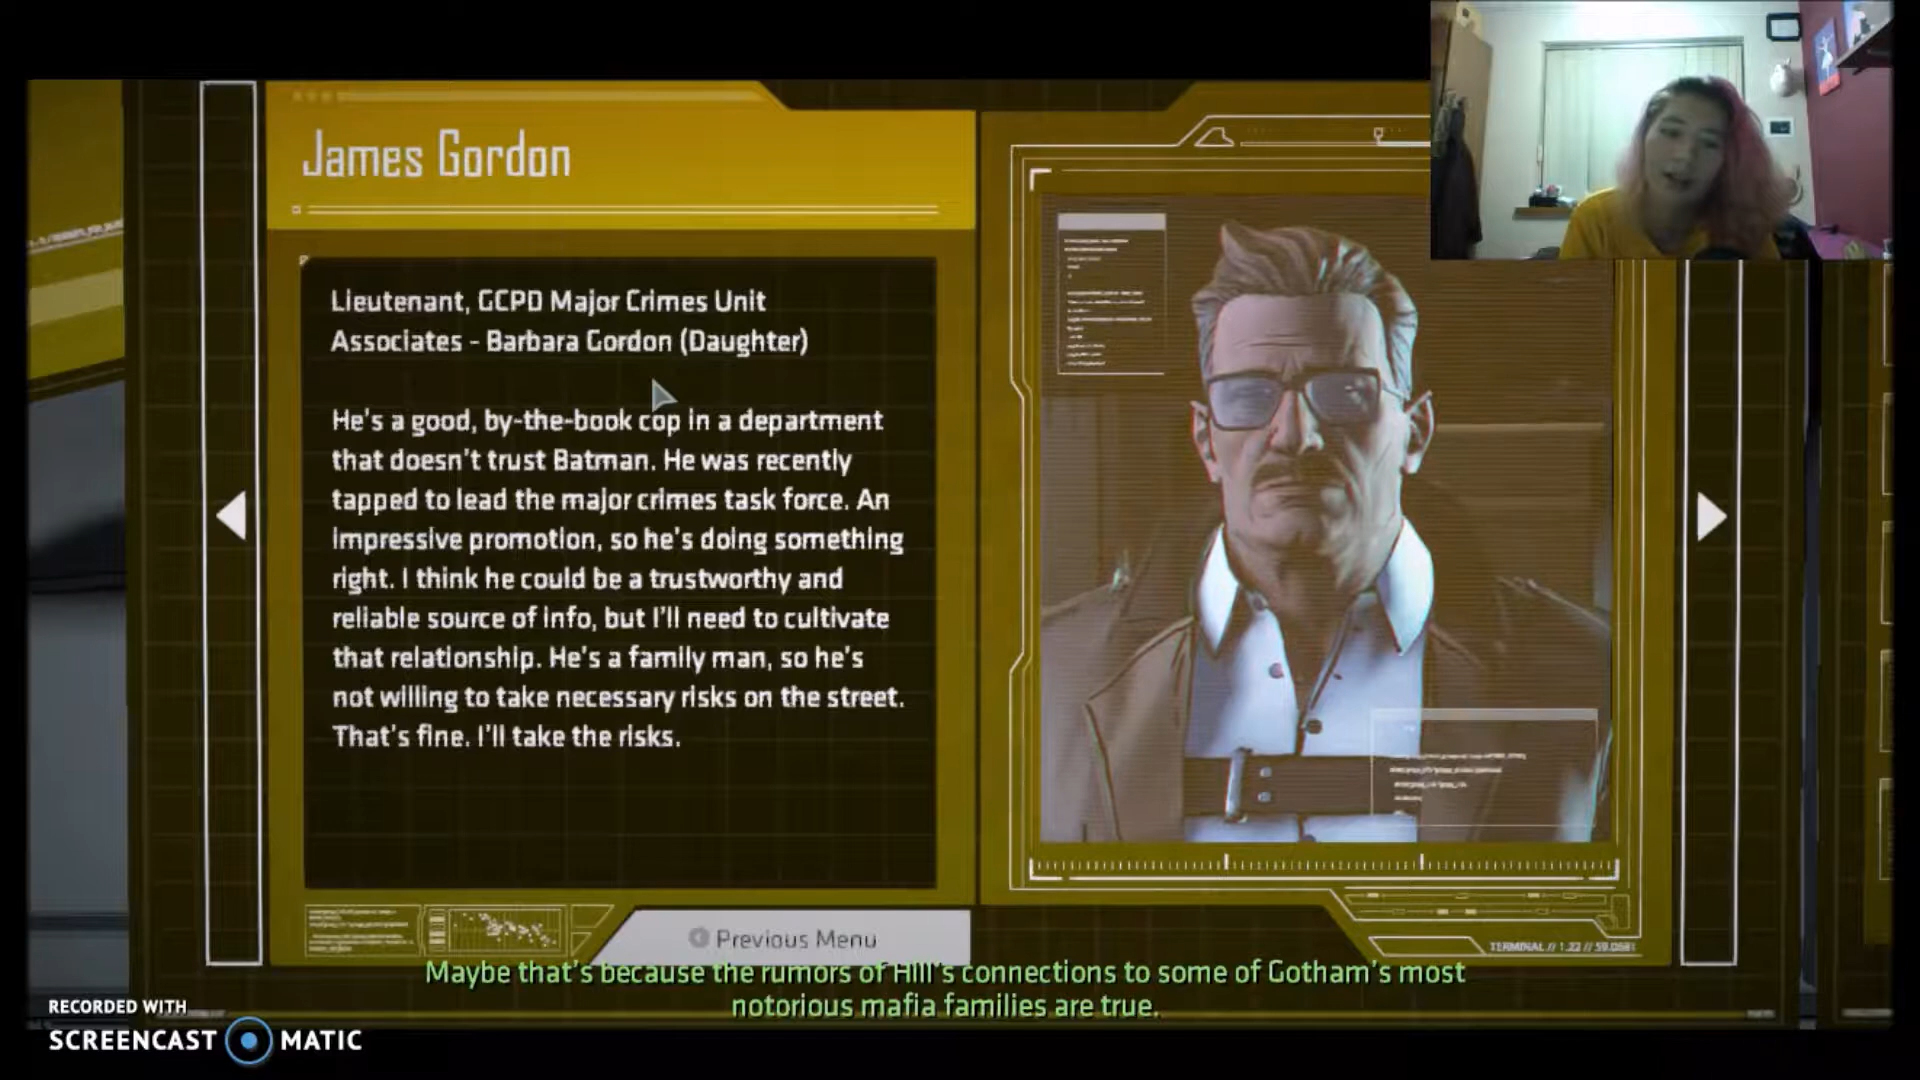 James Gordon
Lieutenant, GCPD Major Crimes Unit
Associates - Barbara Gordon (Daughter)
He's a good, by-the-book cop in a department
that doesn't trust Batman. He was recently
tapped to lead the major crimes task force. An
impressive promotion, so he's doing something
right. I think he could be a trustworthy and
reliable source of info, but I'll need to cultivate
that relationship. He's a family man, so he's
not willing to take necessary risks on the street.
That's fine. I'll take the risks.
Previous Menu
TERMINAL // 1.22 //
Maybe that's because the rumors of Hill's connections to some of Gotham's most
notorious mafia families are true.
RECORDED WITH
SCREENCAST MATIC